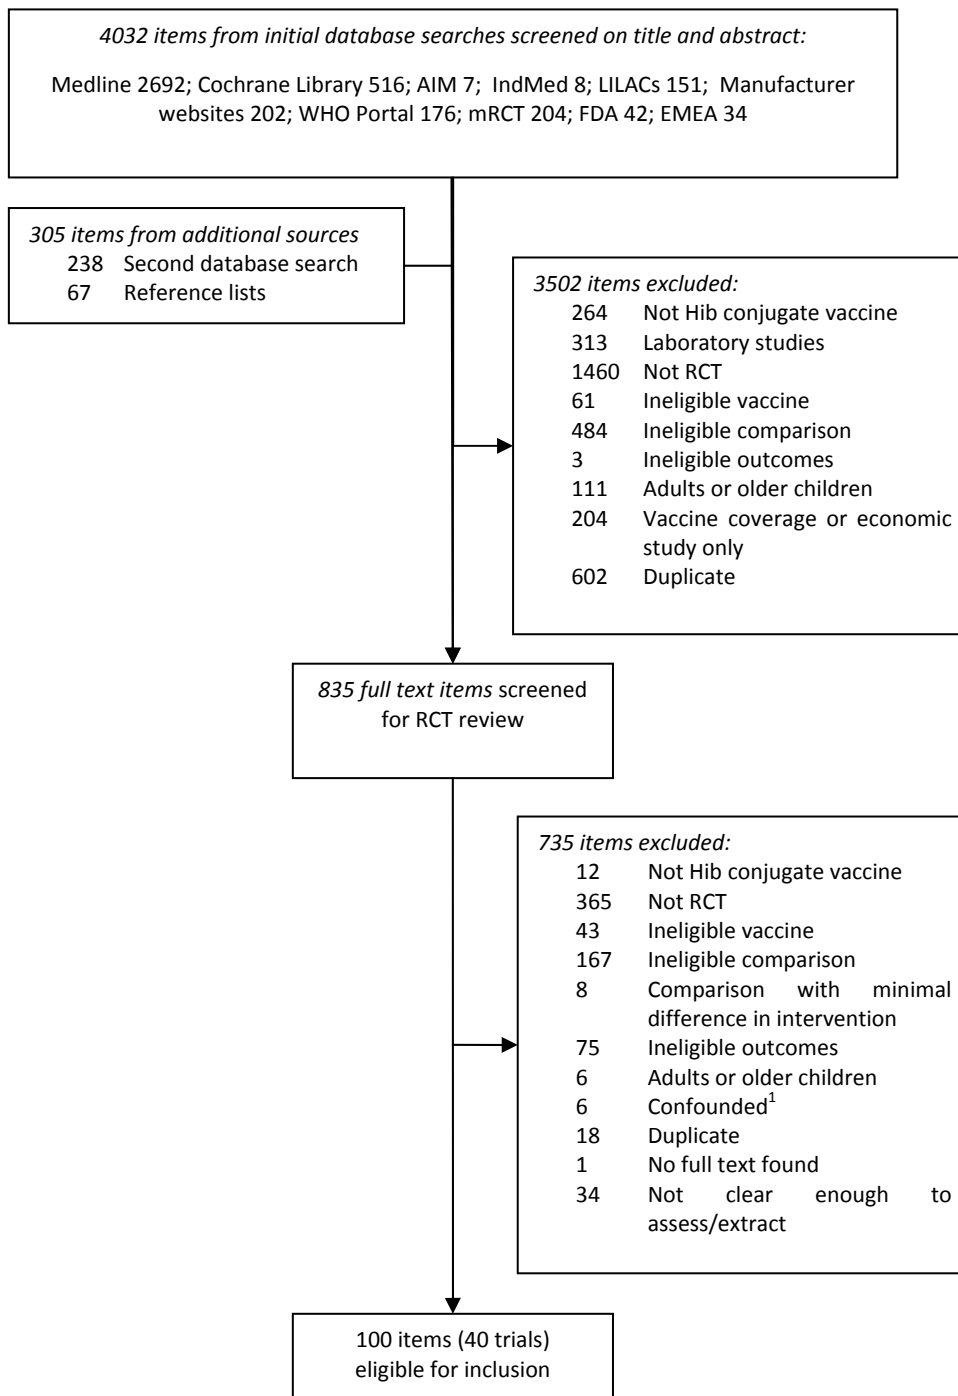 4032 items from initial database searches screened on title and abstract:
Medline 2692; Cochrane Library 516; AIM 7; IndMed 8; LILACs 151; Manufacturer
websites 202; WHO Portal 176; mRCT 204; FDA 42; EMEA 34
305 items from additional sources
238 Second database search
67 Reference lists
3502 items excluded:
264 Not Hib conjugate vaccine
313 Laboratory studies
1460 Not RCT
61 Ineligible vaccine
484 Ineligible comparison
3 Ineligible outcomes
111 Adults or older children
204 Vaccine coverage or economic
study only
602 Duplicate
835 full text items screened
for RCT review
735 items excluded:
12 Not Hib conjugate vaccine
365 Not RCT
43 Ineligible vaccine
167 Ineligible comparison
8 Comparison with minimal
difference in intervention
75 Ineligible outcomes
6 Adults or older children
6 Confounded¹
18 Duplicate
1 No full text found
34 Not clear enough to
assess/extract
100 items (40 trials)
eligible for inclusion